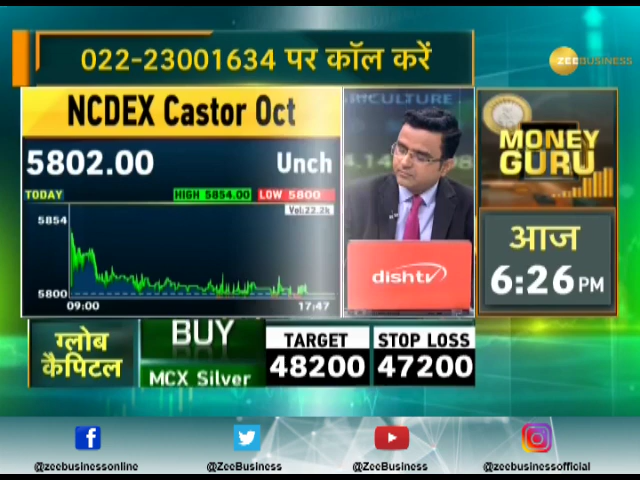 022-23001634 पर कॉल करें
ZEEBUSINESS
NCDEX Castor Oct
5802.00 Unch
TODAY HIGH 5854.00 LOW 5800
Vol:22.2k
5854
5800
09:00 17:47
RICULTURE
dishtv
MONEY
GURU
आज
6:26 PM
ग्लोब
कैपिटल
BUY
MCX Silver
TARGET
48200
STOP LOSS
47200
@zeebusinessonline
@ZeeBusiness
@ZeeBusiness
@zeebusinessofficial